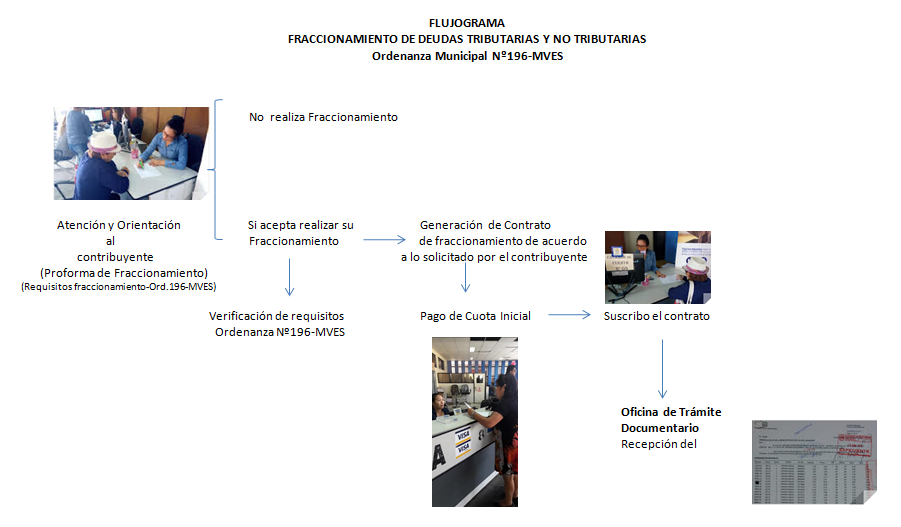 FLUJOGRAMA
FRACCIONAMIENTO DE DEUDAS TRIBUTARIAS Y NO TRIBUTARIAS
Ordenanza Municipal Nº196-MVES
No realiza Fraccionamiento
Atención y Orientación
al
contribuyente
(Proforma de Fraccionamiento)
(Requisitos fraccionamiento-Ord.196-MVES)
Si acepta realizar su
Fraccionamiento
Generación de Contrato
de fraccionamiento de acuerdo
a lo solicitado por el contribuyente
Verificación de requisitos
Ordenanza Nº196-MVES
Pago de Cuota Inicial
Suscribo el contrato
VISA
VISA
Oficina de Trámite
Documentario
Recepción del